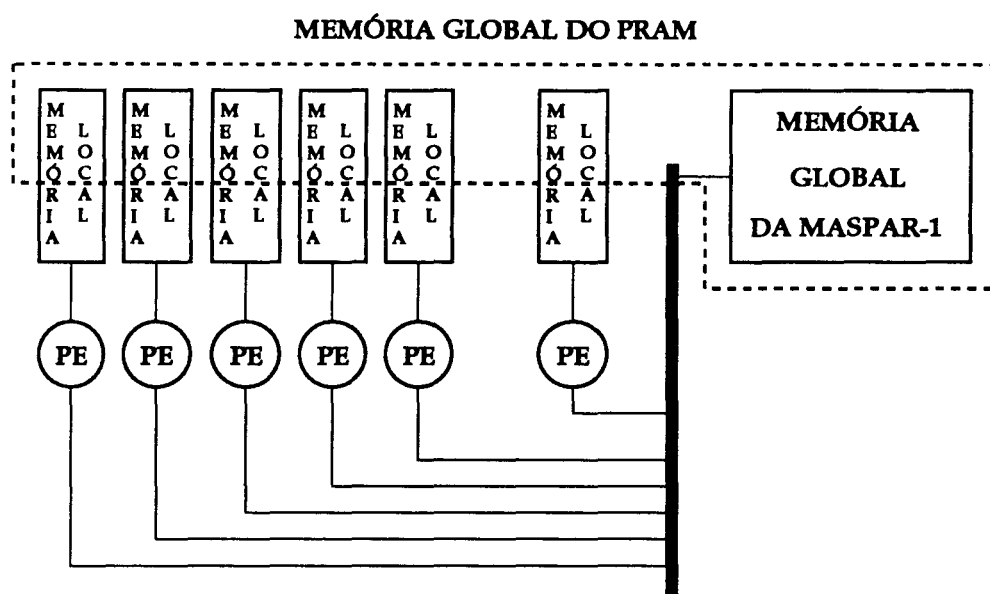 MEMÓRIA GLOBAL DO PRAM
MEMÓRIA LOCAL
MEMÓRIA LOCAL
MEMÓRIA LOCAL
MEMÓRIA LOCAL
MEMÓRIA LOCAL
MEMÓRIA LOCAL
MEMÓRIA
GLOBAL
DA MASPAR-1
PE
PE
PE
PE
PE
PE